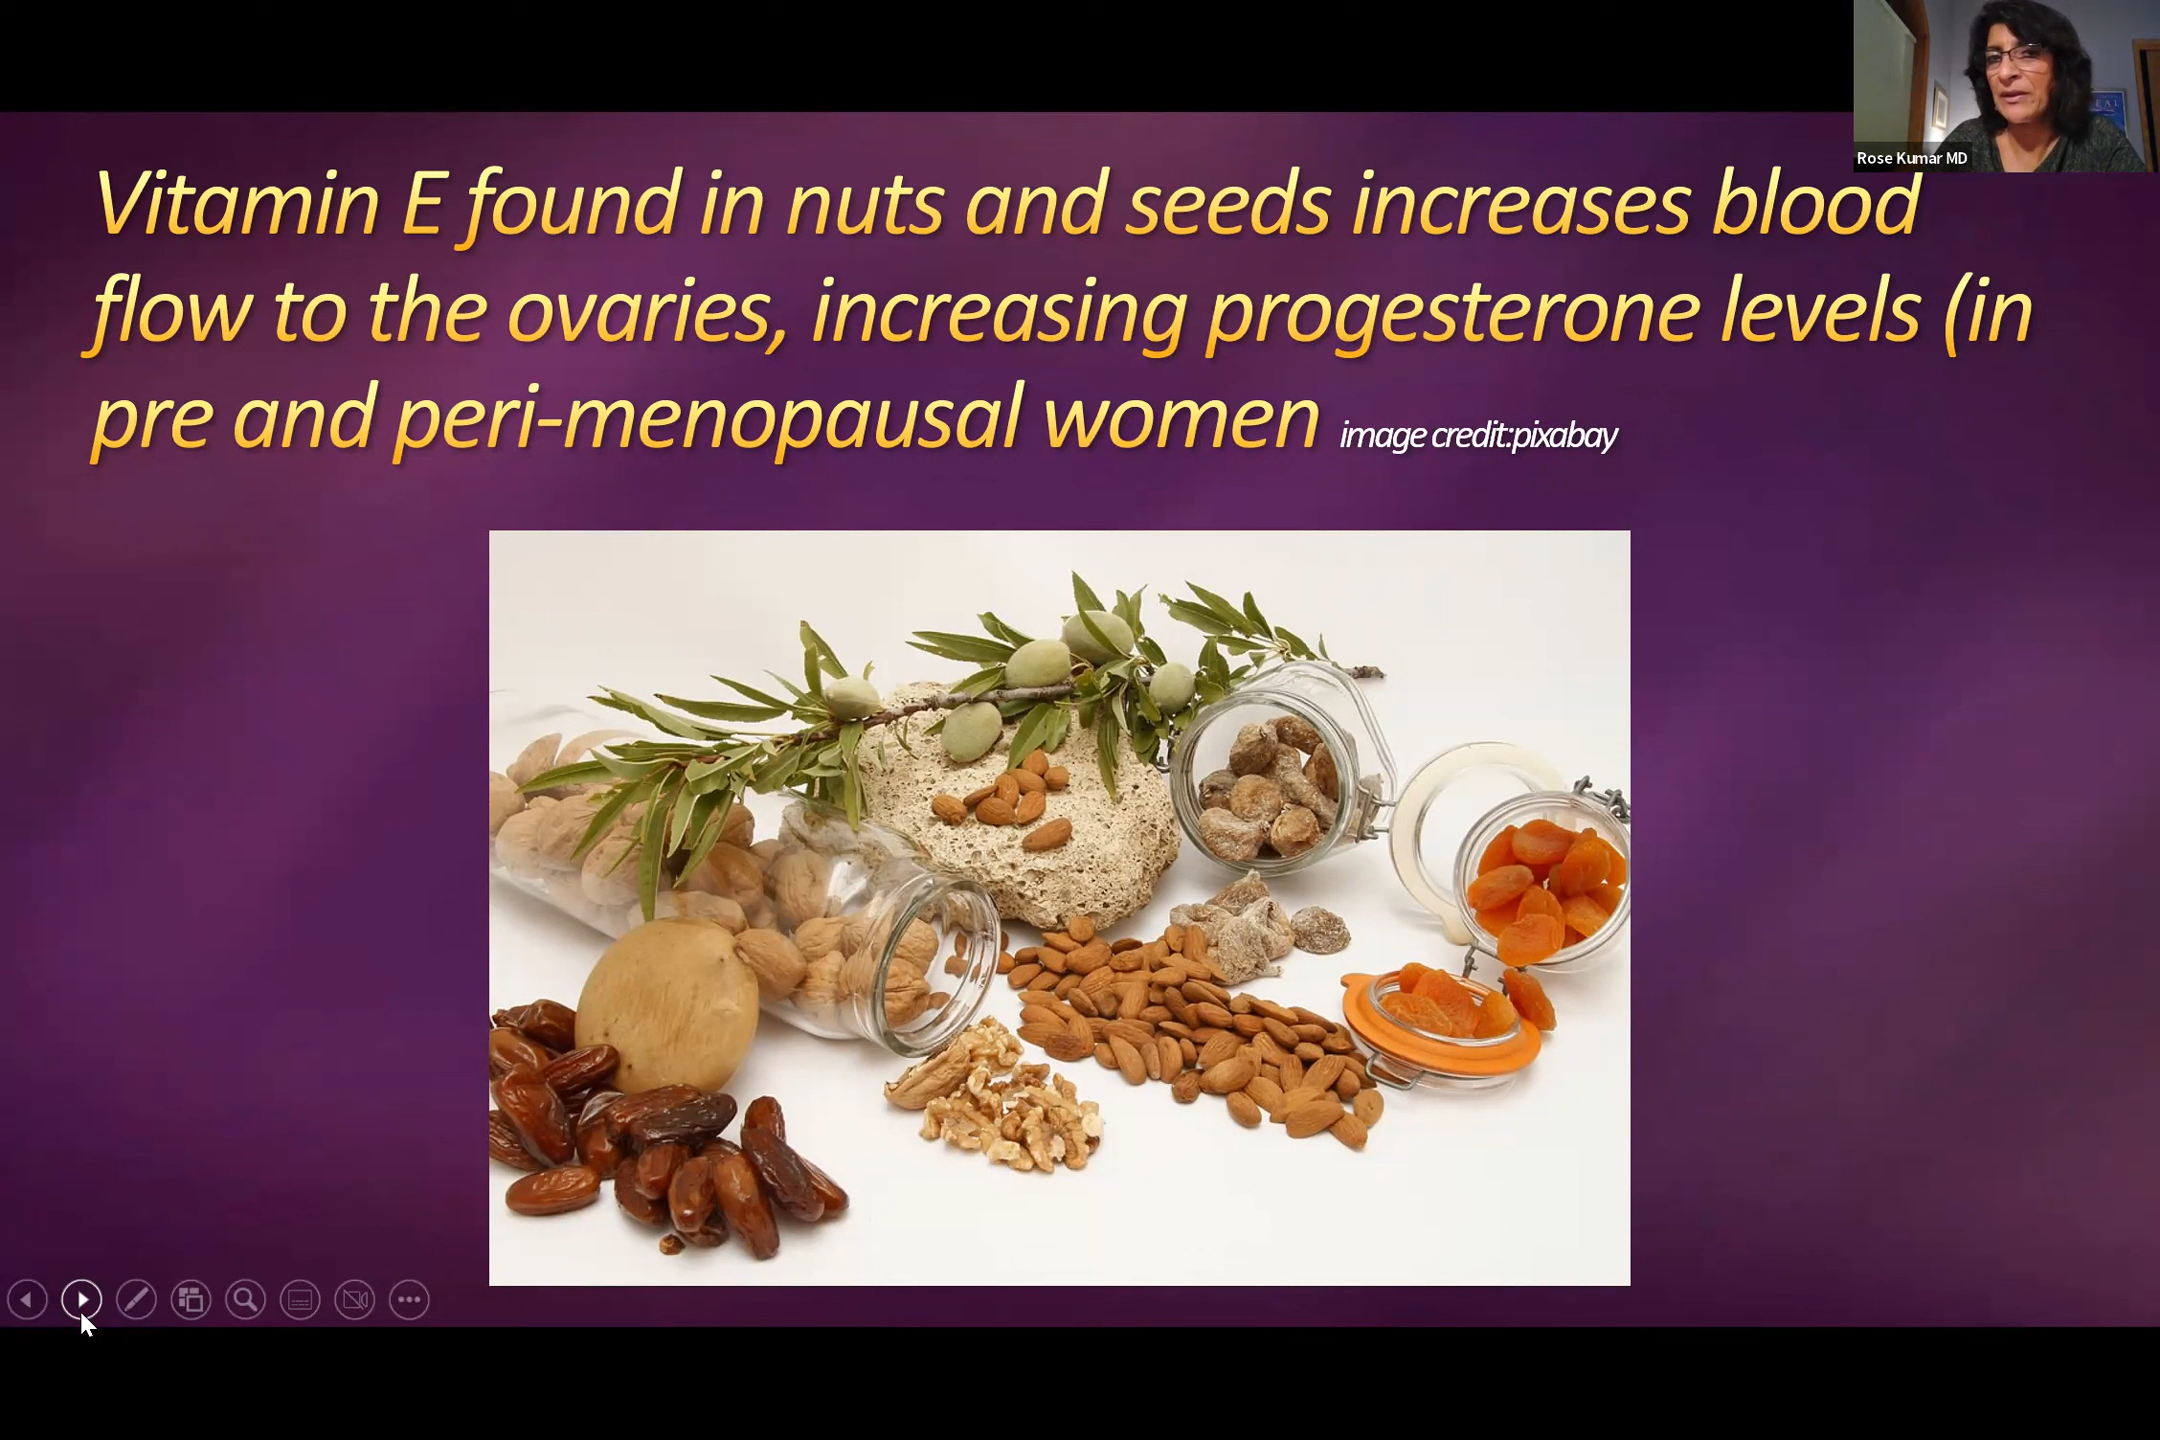 Rose Kumar MD
Vitamin E found in nuts and seeds increases blood
flow to the ovaries, increasing progesterone levels (in
pre and peri-menopausal women image credit:pixabay